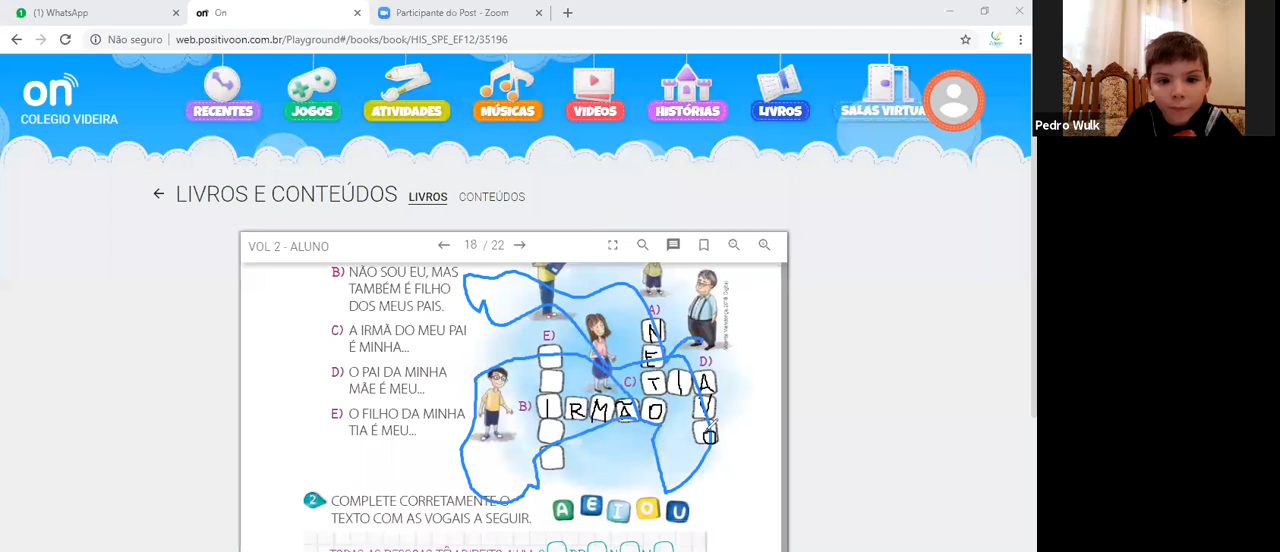 (1) WhatsApp
on On
Participante do Post - Zoom
Não seguro web.positivoon.com.br/Playground#/books/book/HIS_SPE_EF12/35196
on
COLEGIO VIDEIRA
RECENTES
JOGOS
ATIVIDADES
MÚSICAS
VIDEOS
HISTÓRIAS
LIVROS
SALAS VIRTUA
Pedro Wulk
LIVROS E CONTEÚDOS LIVROS CONTEÚDOS
VOL 2 - ALUNO 18 / 22
B) NÃO SOU EU, MAS
TAMBÉM É FILHO
DOS MEUS PAIS.
C) A IRMÃ DO MEU PAI
É MINHA...
D) O PAI DA MINHA
MÃE É MEU...
E) O FILHO DA MINHA
TIA É MEU...
A)
N
E
E)
D)
C) T I A
B) I R M Ã O
V
O
2 COMPLETE CORRETAMENTE O
TEXTO COM AS VOGAIS A SEGUIR.
A E I O U